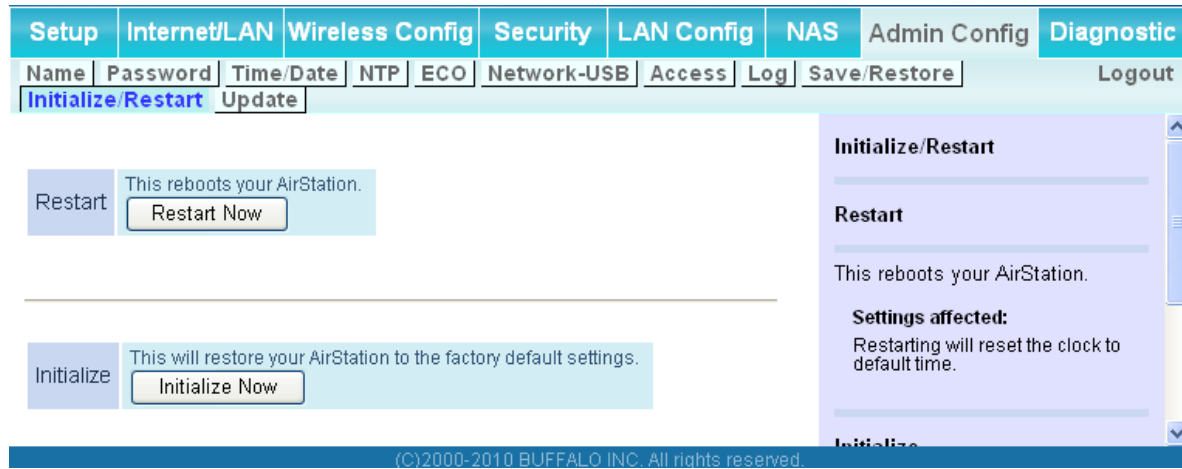 Setup Internet/LAN Wireless Config Security LAN Config NAS Admin Config Diagnostic
Name Password Time/Date NTP ECO Network-USB Access Log Save/Restore Logout
Initialize/Restart Update
Restart
This reboots your AirStation.
Restart Now
Initialize
This will restore your AirStation to the factory default settings.
Initialize Now
Initialize/Restart
Restart
This reboots your AirStation.
Settings affected:
Restarting will reset the clock to
default time.
Initialize
(C)2000-2010 BUFFALO INC. All rights reserved.